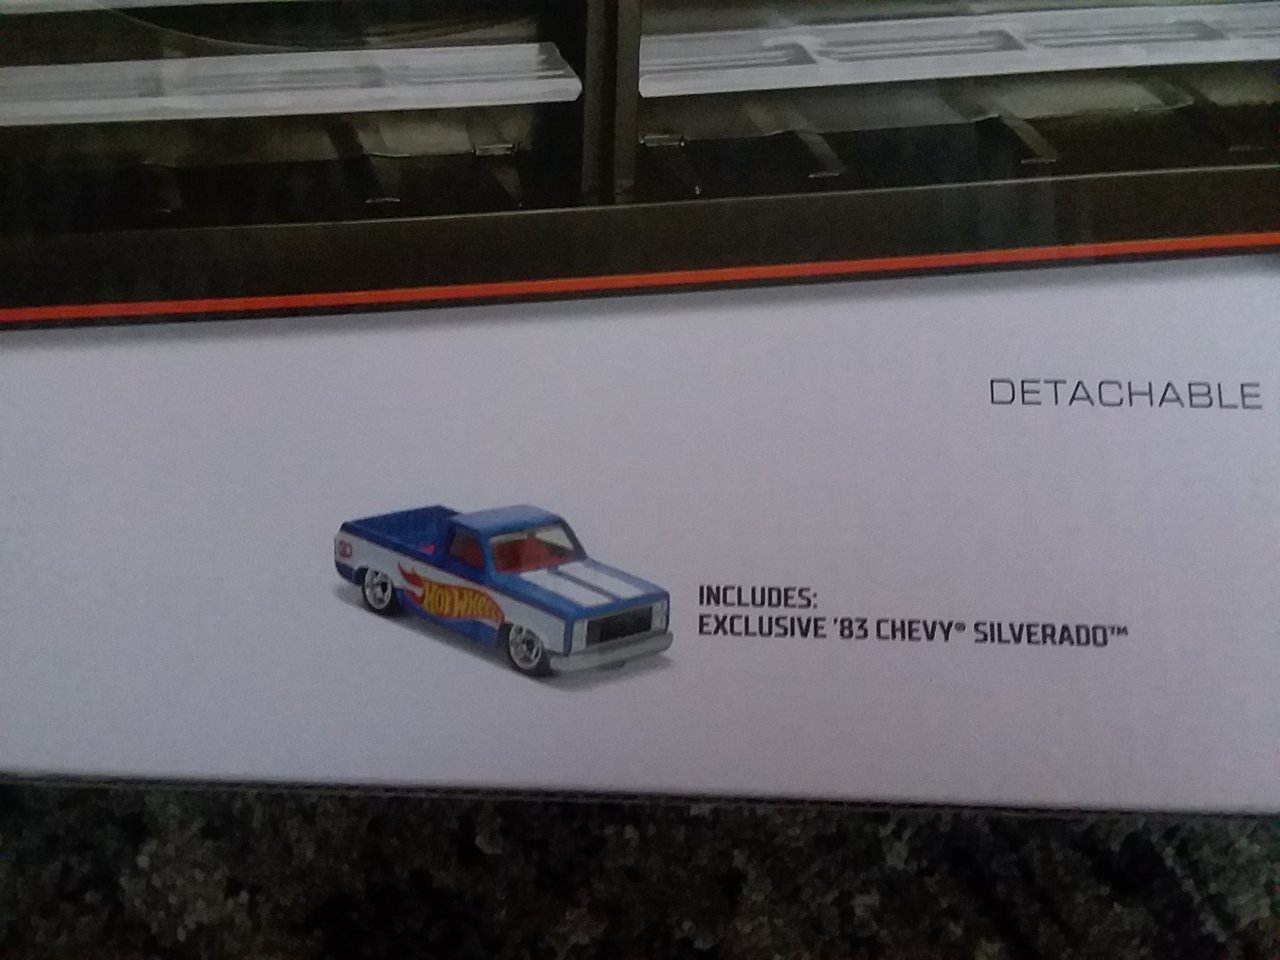 DETACHABLE
HOT WHEELS
INCLUDES:
EXCLUSIVE '83 CHEVY® SILVERADO™